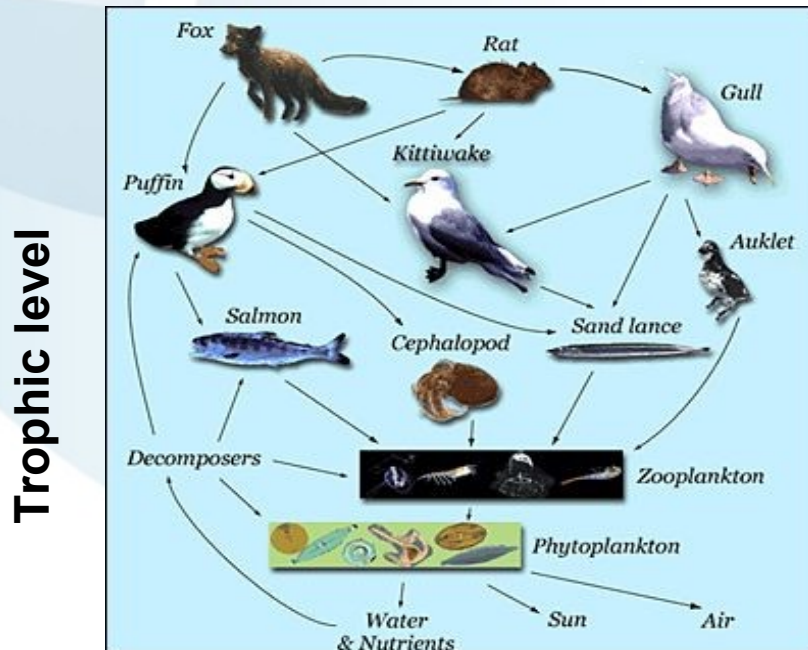 Trophic level
Fox
Rat
Gull
Kittiwake
Puffin
Auklet
Salmon
Sand lance
Cephalopod
Decomposers
Zooplankton
Phytoplankton
Water
& Nutrients
Sun
Air